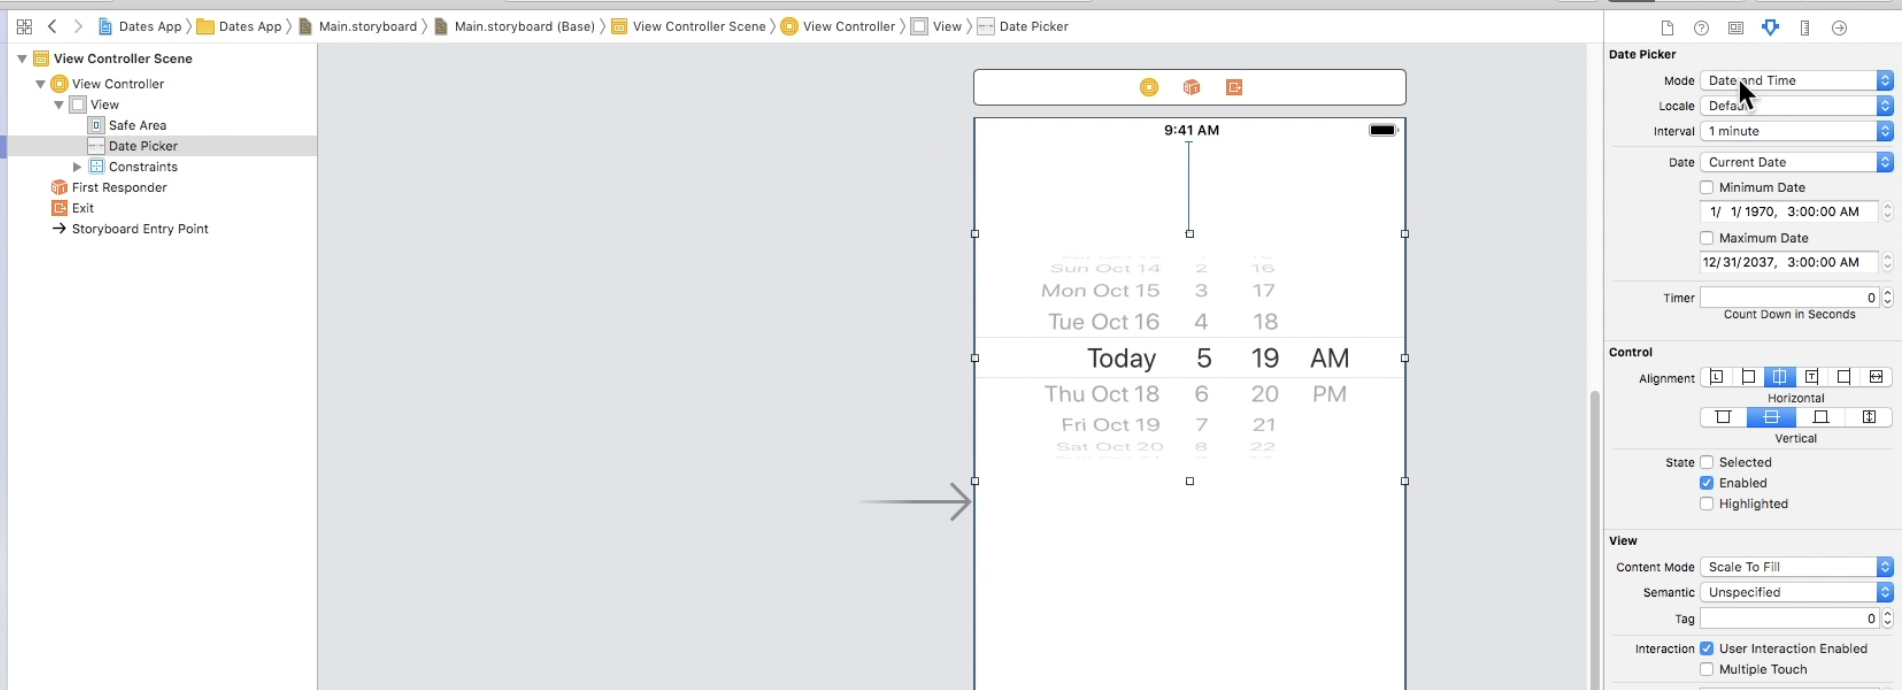 Dates App
Dates App
Main.storyboard
Main.storyboard (Base)
View Controller Scene
View Controller
View
Date Picker
View Controller Scene
View Controller
View
Safe Area
Date Picker
Constraints
First Responder
Exit
Storyboard Entry Point
9:41 AM
Sun Oct 14 2 16
Mon Oct 15 3 17
Tue Oct 16 4 18
Today 5 19 AM
Thu Oct 18 6 20 PM
Fri Oct 19 7 21
Sat Oct 20 8 22
Date Picker
Mode Date and Time
Locale Default
Interval 1 minute
Date Current Date
Minimum Date
1/ 1/1970, 3:00:00 AM
Maximum Date
12/31/2037, 3:00:00 AM
Timer 0
Count Down in Seconds
Control
Alignment
Horizontal
Vertical
State Selected
Enabled
Highlighted
View
Content Mode Scale To Fill
Semantic Unspecified
Tag 0
Interaction User Interaction Enabled
Multiple Touch